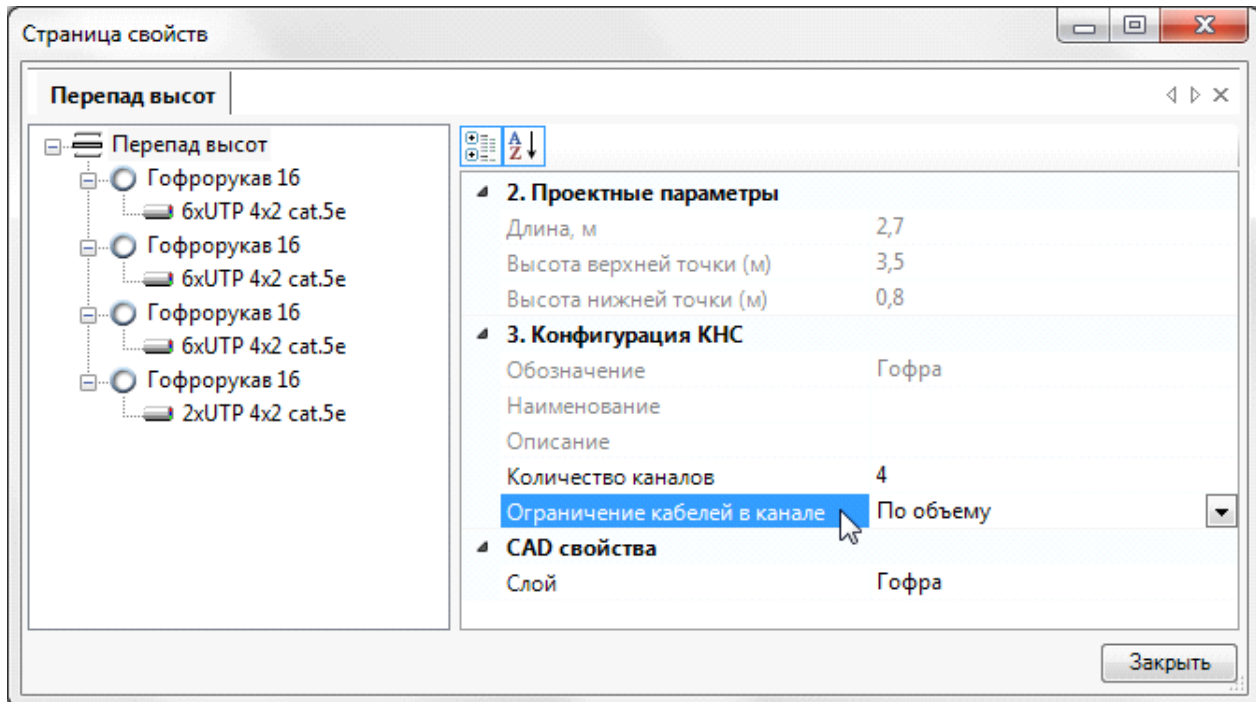 Страница свойств
Перепад высот
Перепад высот
Гофрорукав 16
6xUTP 4x2 cat.5e
Гофрорукав 16
6xUTP 4x2 cat.5e
Гофрорукав 16
6xUTP 4x2 cat.5e
Гофрорукав 16
2xUTP 4x2 cat.5e
A
Z
2. Проектные параметры
Длина, м 2,7
Высота верхней точки (м) 3,5
Высота нижней точки (м) 0,8
3. Конфигурация КНС
Обозначение Гофра
Наименование
Описание
Количество каналов 4
Ограничение кабелей в канале По объему
CAD свойства
Слой Гофра
Закрыть